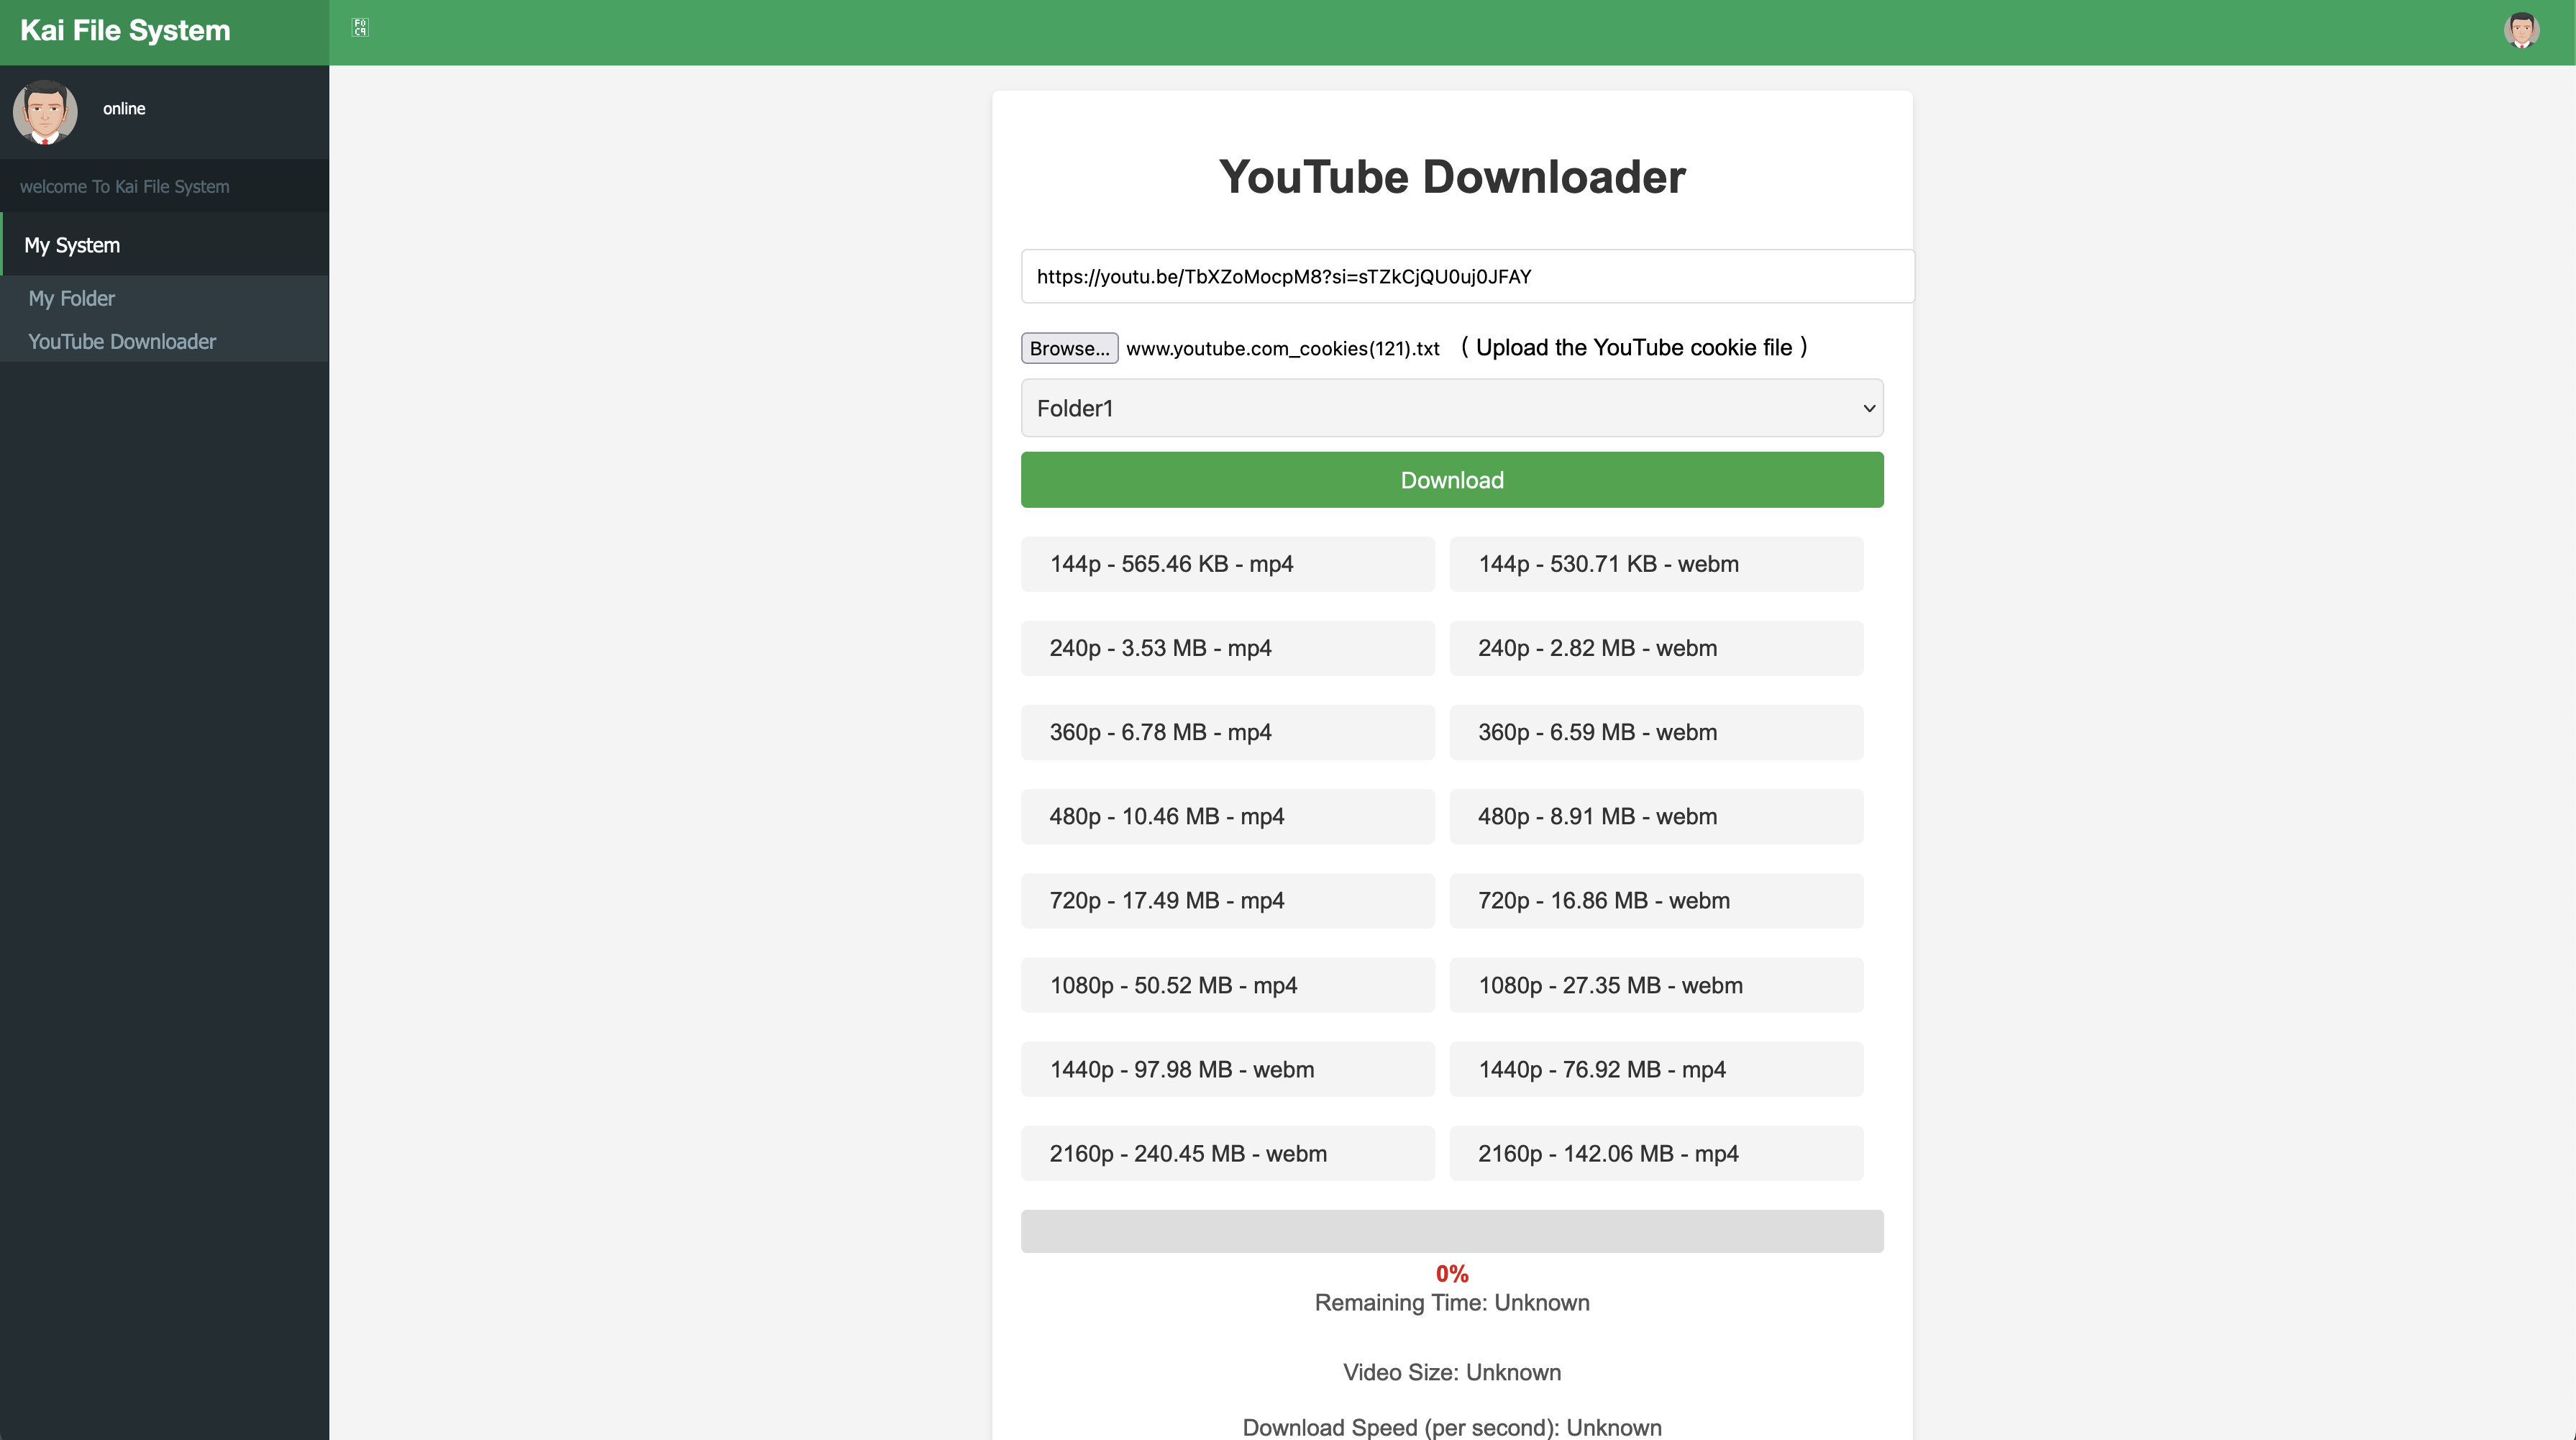 Kai File System
online
welcome To Kai File System
My System
My Folder
YouTube Downloader
YouTube Downloader
https://youtu.be/TbXZoMocpM8?si=sTZkCjQU0uj0JFAY
Browse... www.youtube.com_cookies(121).txt ( Upload the YouTube cookie file )
Folder1
Download
144p - 565.46 KB - mp4
144p - 530.71 KB - webm
240p - 3.53 MB - mp4
240p - 2.82 MB - webm
360p - 6.78 MB - mp4
360p - 6.59 MB - webm
480p - 10.46 MB - mp4
480p - 8.91 MB - webm
720p - 17.49 MB - mp4
720p - 16.86 MB - webm
1080p - 50.52 MB - mp4
1080p - 27.35 MB - webm
1440p - 97.98 MB - webm
1440p - 76.92 MB - mp4
2160p - 240.45 MB - webm
2160p - 142.06 MB - mp4
0%
Remaining Time: Unknown
Video Size: Unknown
Download Speed (per second): Unknown